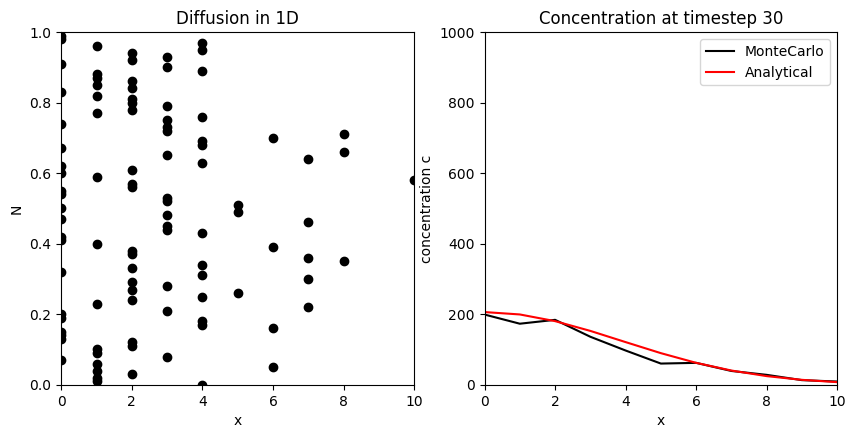 Diffusion in 1D
N
1.0
0.8
0.6
0.4
0.2
0.0
0 2 4 6 8 10
x
Concentration at timestep 30
concentration c
1000
800
600
400
200
0
MonteCarlo
Analytical
0 2 4 6 8 10
x